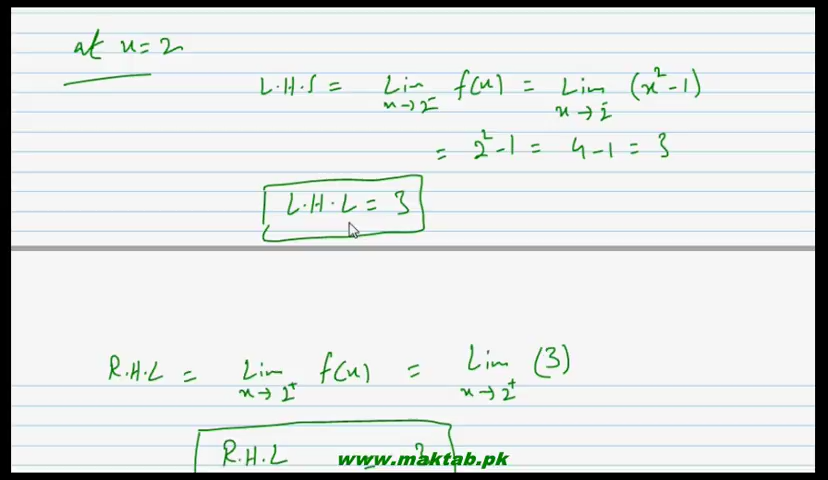 at x = 2
L.H.S = Lim x→2⁻ f(x) = Lim x→2⁻ (x²-1)
= 2²-1 = 4-1 = 3
L.H.L = 3
R.H.L = Lim x→2⁺ f(x) = Lim x→2⁺ (3)
R.H.L = 3
www.maktab.pk